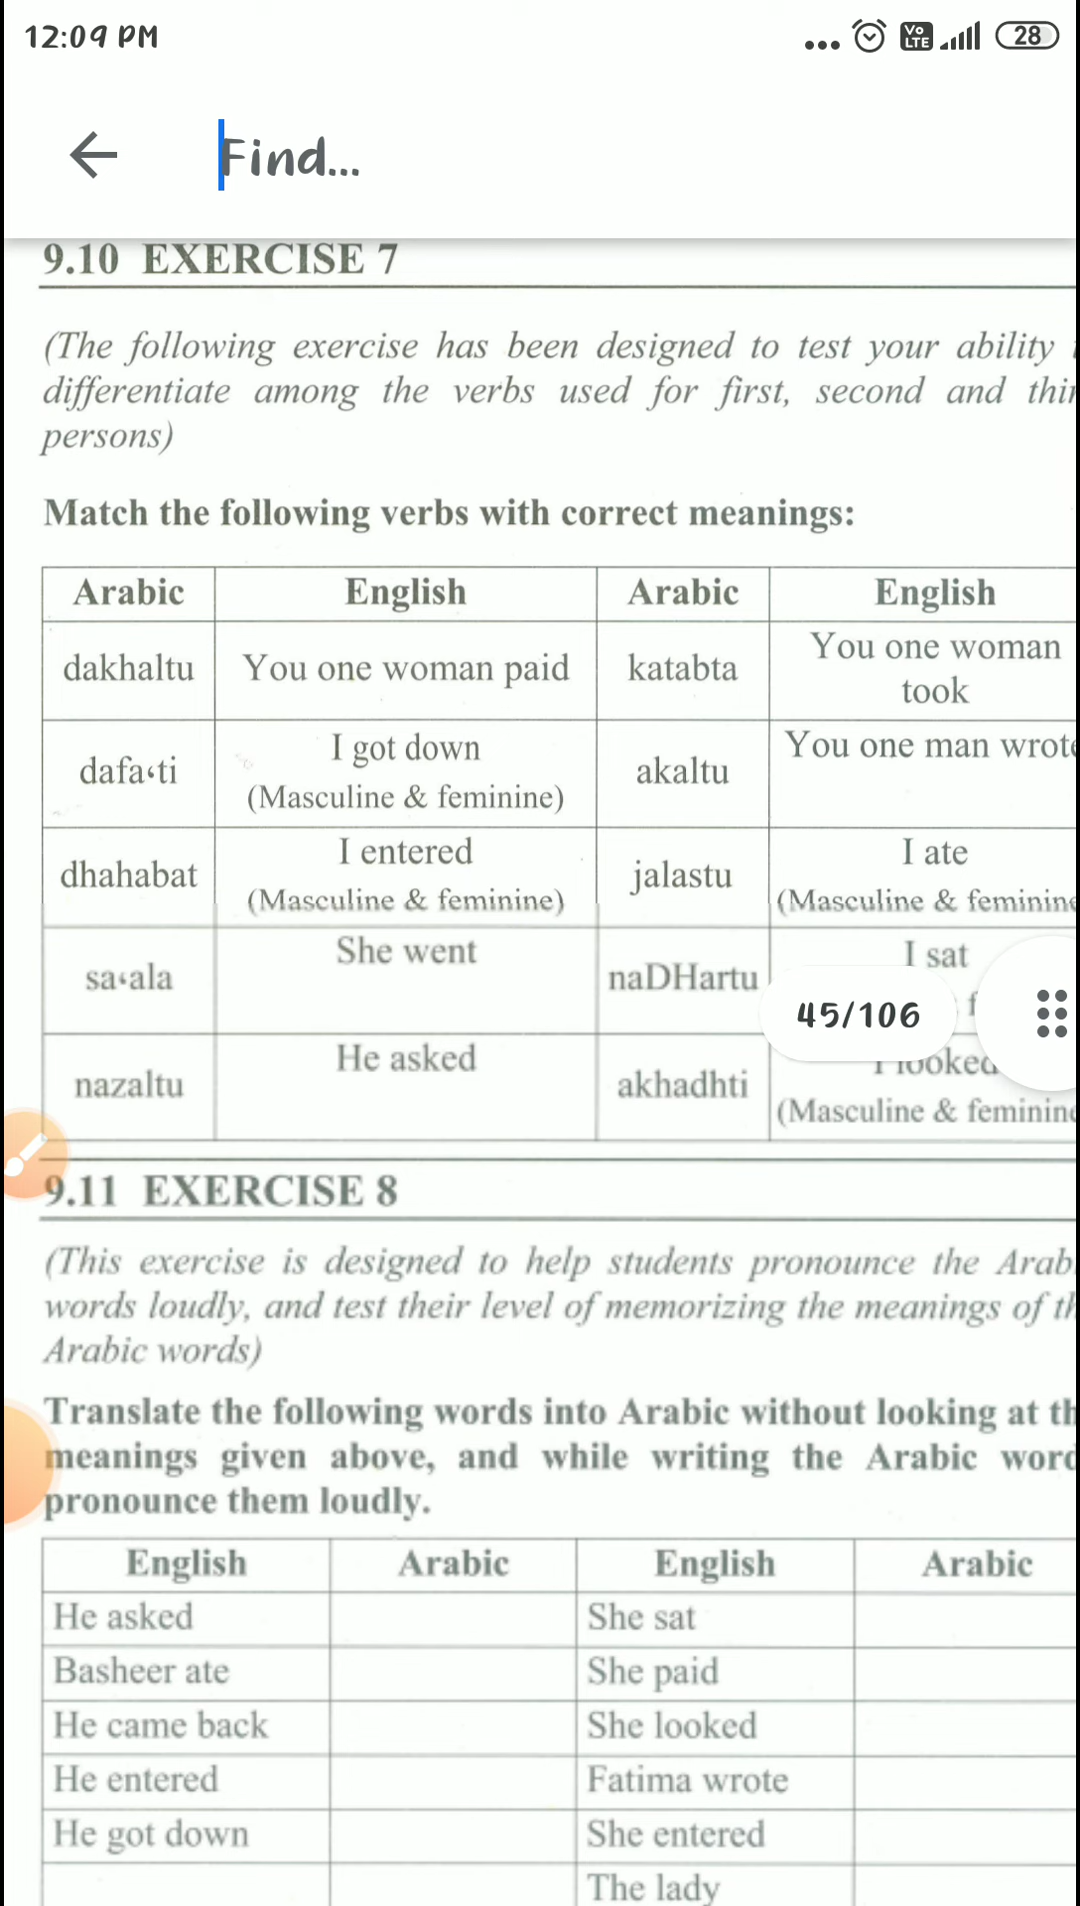 12:09 PM
... Vo LTE 28
Find...
9.10 EXERCISE 7
(The following exercise has been designed to test your ability
differentiate among the verbs used for first, second and thir
persons)
Match the following verbs with correct meanings:
Arabic English Arabic English
dakhaltu You one woman paid katabta You one woman
took
dafa‘ti I got down
(Masculine & feminine) akaltu You one man wrote
dhahabat I entered
(Masculine & feminine) jalastu I ate
(Masculine & feminine
sa‘ala She went naDHartu I sat
45/106 f
nazaltu He asked akhadhti I looked
(Masculine & feminine
9.11 EXERCISE 8
(This exercise is designed to help students pronounce the Arab
words loudly, and test their level of memorizing the meanings of th
Arabic words)
Translate the following words into Arabic without looking at th
meanings given above, and while writing the Arabic word
pronounce them loudly.
English Arabic English Arabic
He asked She sat
Basheer ate She paid
He came back She looked
He entered Fatima wrote
He got down She entered
The lady